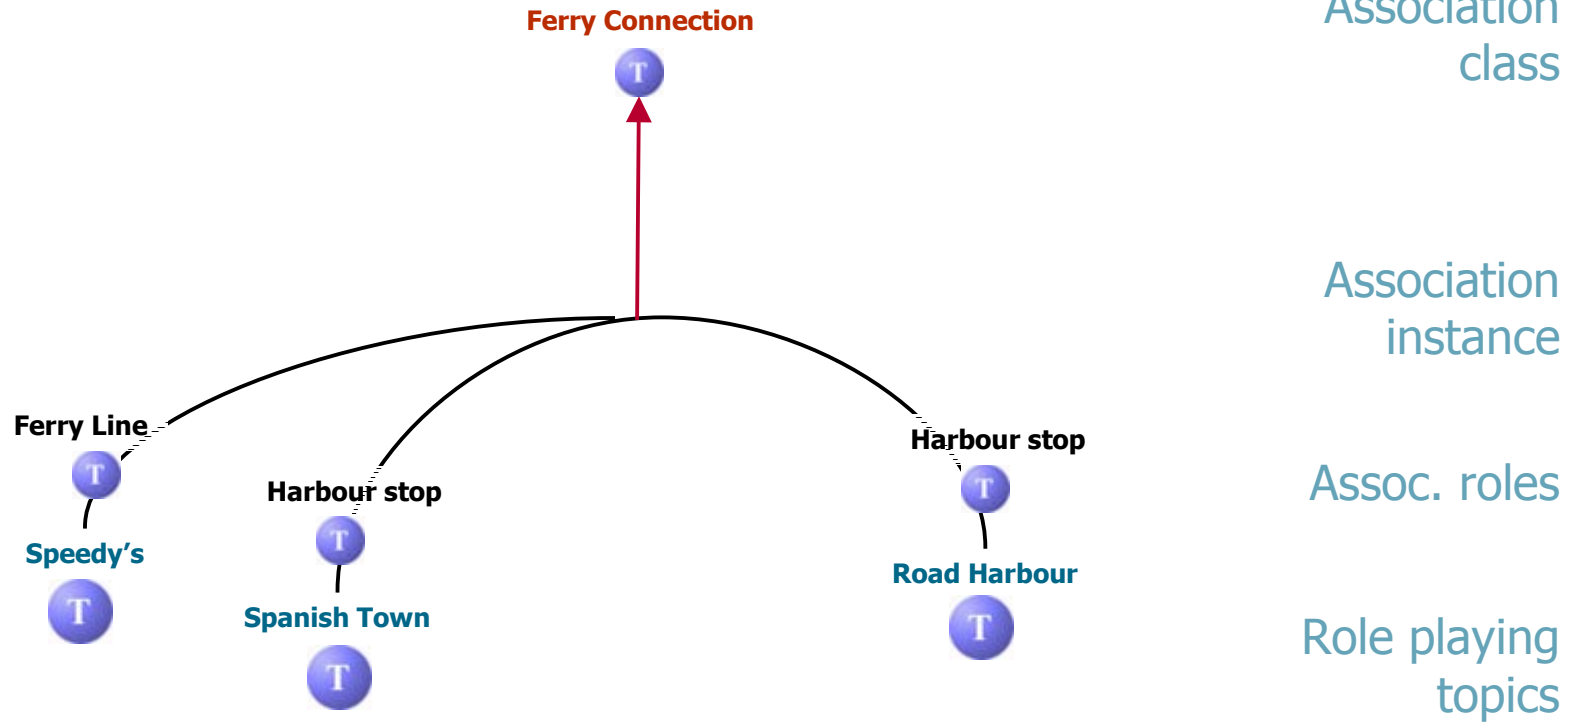 Association
class
Ferry Connection
T
Association
instance
Ferry Line
T
Harbour stop
T
Harbour stop
T
Assoc. roles
Speedy’s
T
Spanish Town
T
Road Harbour
T
Role playing
topics